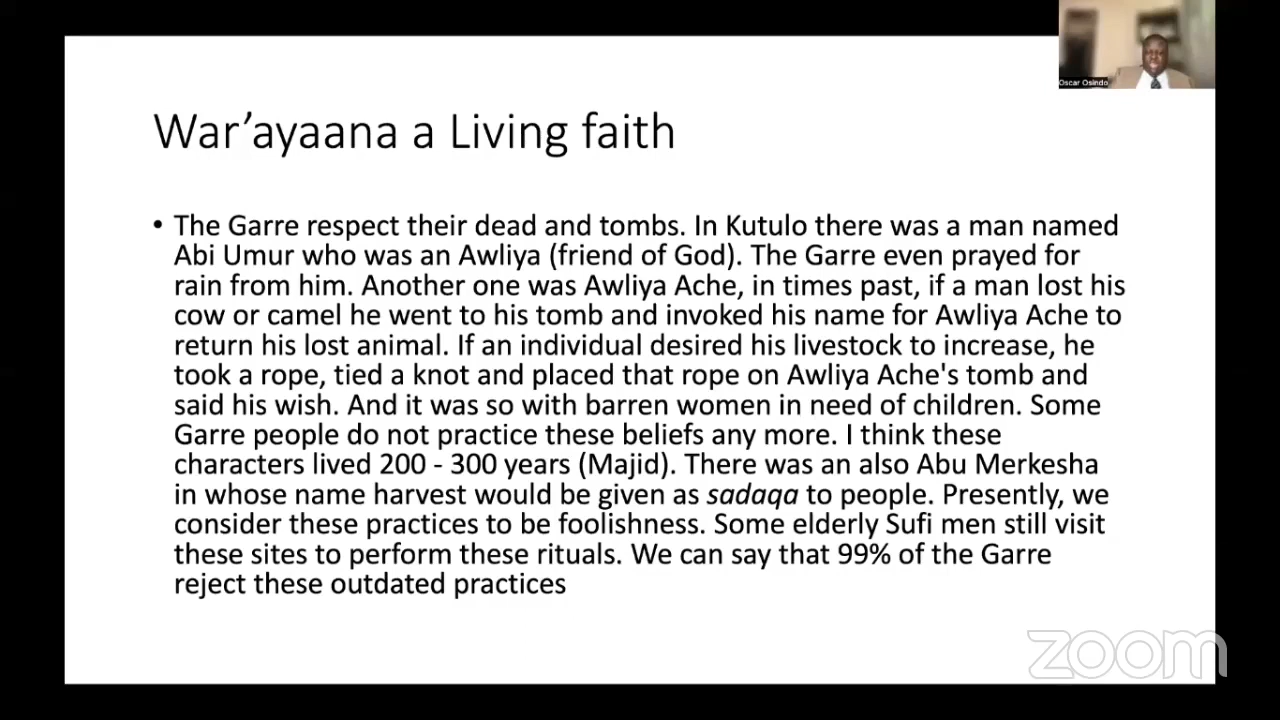 Oscar Osindo
War’ayaana a Living faith
• The Garre respect their dead and tombs. In Kutulo there was a man named
Abi Umur who was an Awliya (friend of God). The Garre even prayed for
rain from him. Another one was Awliya Ache, in times past, if a man lost his
cow or camel he went to his tomb and invoked his name for Awliya Ache to
return his lost animal. If an individual desired his livestock to increase, he
took a rope, tied a knot and placed that rope on Awliya Ache's tomb and
said his wish. And it was so with barren women in need of children. Some
Garre people do not practice these beliefs any more. I think these
characters lived 200 - 300 years (Majid). There was an also Abu Merkesha
in whose name harvest would be given as sadaqa to people. Presently, we
consider these practices to be foolishness. Some elderly Sufi men still visit
these sites to perform these rituals. We can say that 99% of the Garre
reject these outdated practices
zoom